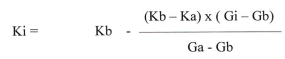 (Kb – Ka) x ( Gi – Gb)
Ki = Kb -
Ga - Gb